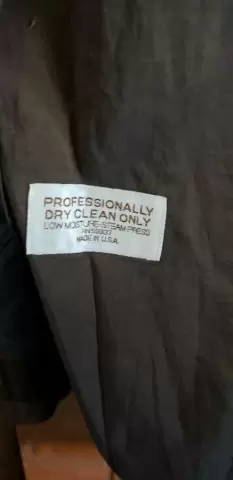 PROFESSIONALLY
DRY CLEAN ONLY
LOW MOISTURE-STEAM PRESS
MADE IN U.S.A.